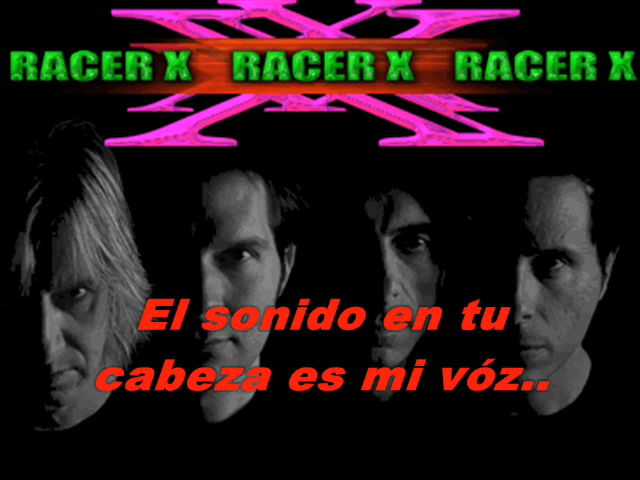 RACER X RACER X RACER X
El sonido en tu
cabeza es mi vóz..